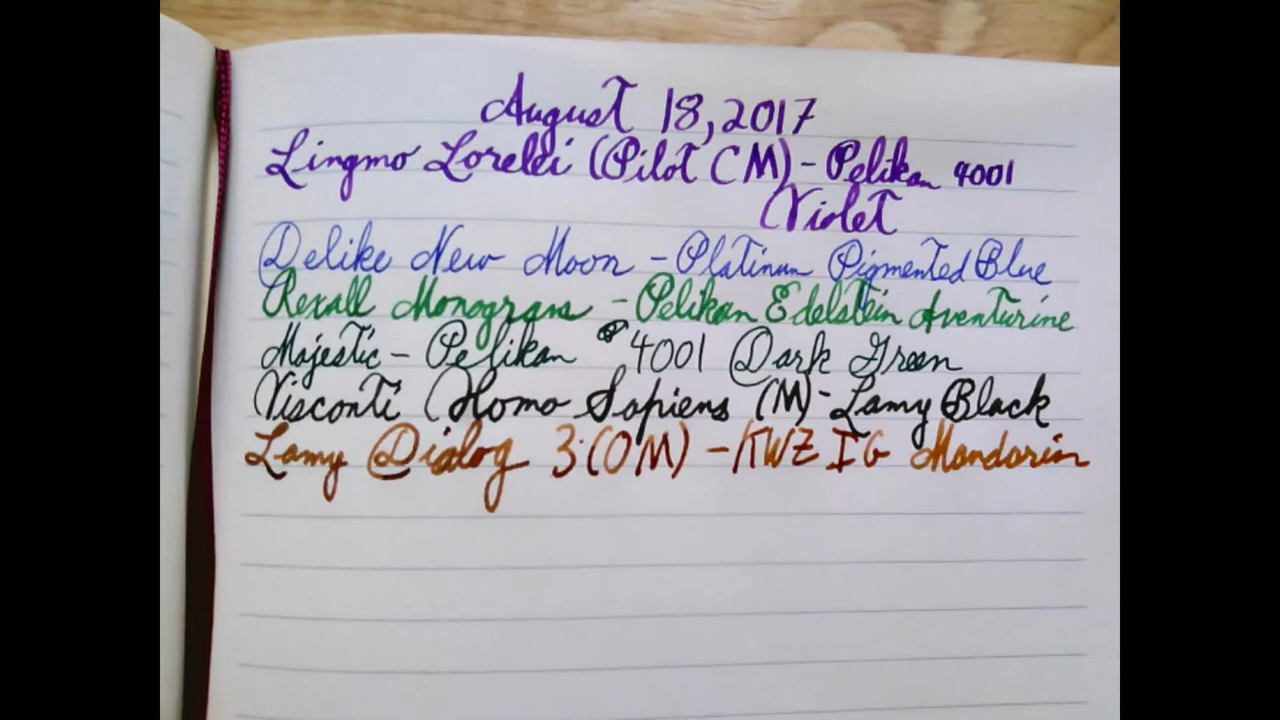 August 18, 2017
Lingmo Lorelei (Pilot CM) - Pelikan 4001
Violet
Delike New Moon - Platinum Pigmented Blue
Rexall Monogram - Pelikan Edelstein Aventurine
Majestic - Pelikan 4001 Dark Green
Visconti Homo Sapiens (M) - Lamy Black
Lamy Dialog 3 (OM) - KWZ IG Mandarin